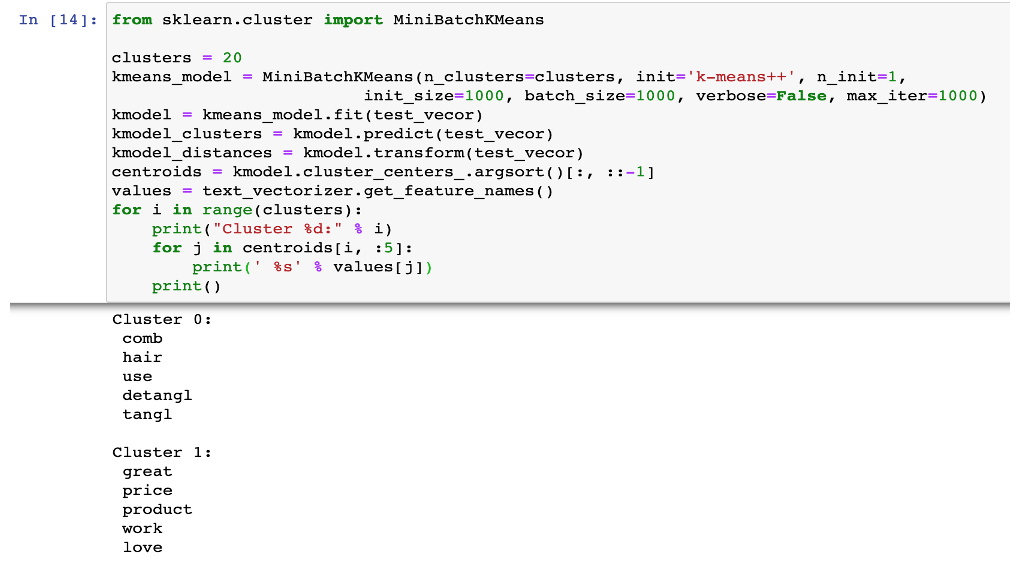 In [14]: from sklearn.cluster import MiniBatchKMeans
clusters = 20
kmeans_model = MiniBatchKMeans(n_clusters=clusters, init='k-means++', n_init=1,
init_size=1000, batch_size=1000, verbose=False, max_iter=1000)
kmodel = kmeans_model.fit(test_vecor)
kmodel_clusters = kmodel.predict(test_vecor)
kmodel_distances = kmodel.transform(test_vecor)
centroids = kmodel.cluster_centers_.argsort()[:, ::-1]
values = text_vectorizer.get_feature_names()
for i in range(clusters):
    print("Cluster %d:" % i)
    for j in centroids[i, :5]:
        print(' %s' % values[j])
    print()
Cluster 0:
 comb
 hair
 use
 detangl
 tangl
Cluster 1:
 great
 price
 product
 work
 love